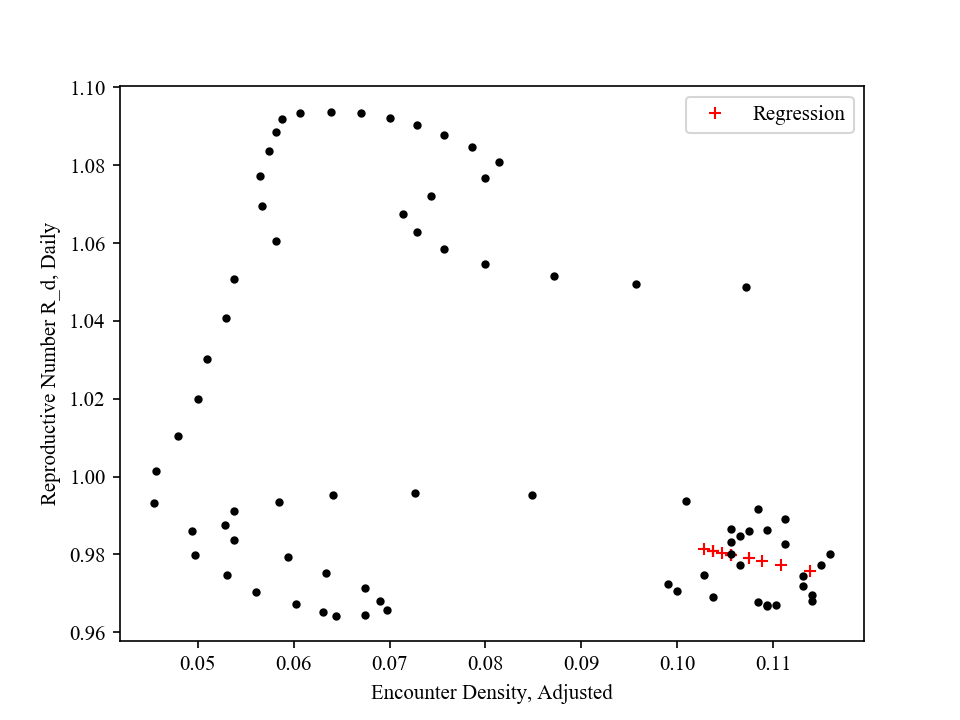 Regression
1.10
1.08
1.06
1.04
1.02
1.00
0.98
0.96
Reproductive Number R_d, Daily
0.05 0.06 0.07 0.08 0.09 0.10 0.11
Encounter Density, Adjusted